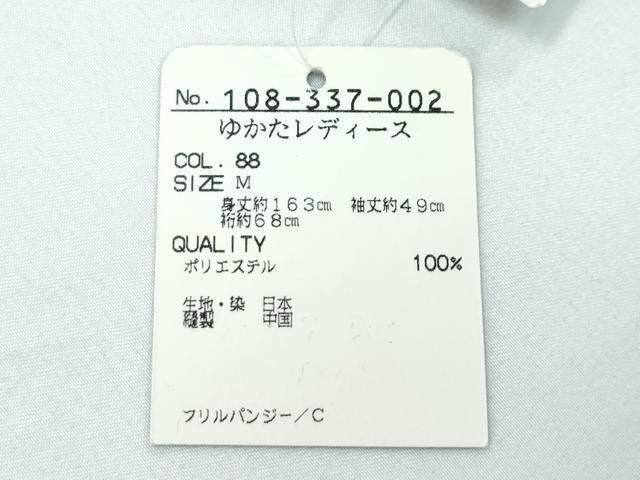 No. 108-337-002
ゆかたレディース
COL. 88
SIZE M
身丈約163㎝ 袖丈約49㎝
裄約68㎝
QUALITY
ポリエステル 100%
生地・染 日本
縫製 中国
フリルパンジー/C